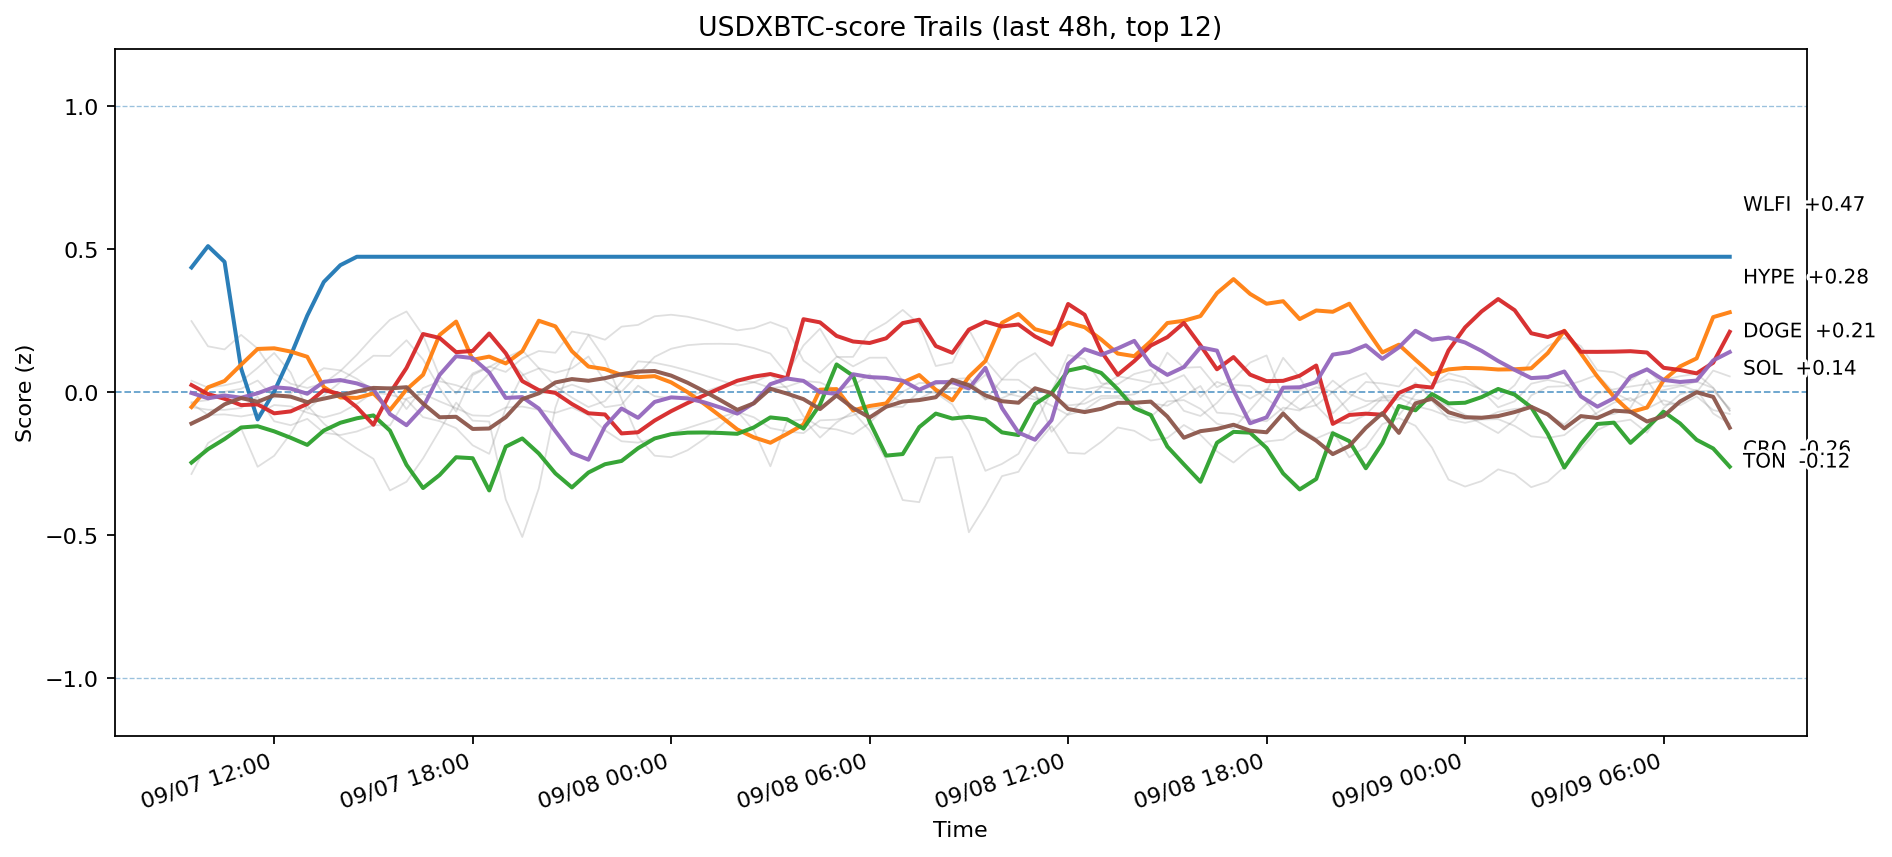 USDXBTC-score Trails (last 48h, top 12)
Score (z)
1.0
0.5
0.0
−0.5
−1.0
WLFI +0.47
HYPE +0.28
DOGE +0.21
SOL +0.14
CRO -0.26
TON -0.12
09/07 12:00
09/07 18:00
09/08 00:00
09/08 06:00
09/08 12:00
09/08 18:00
09/09 00:00
09/09 06:00
Time